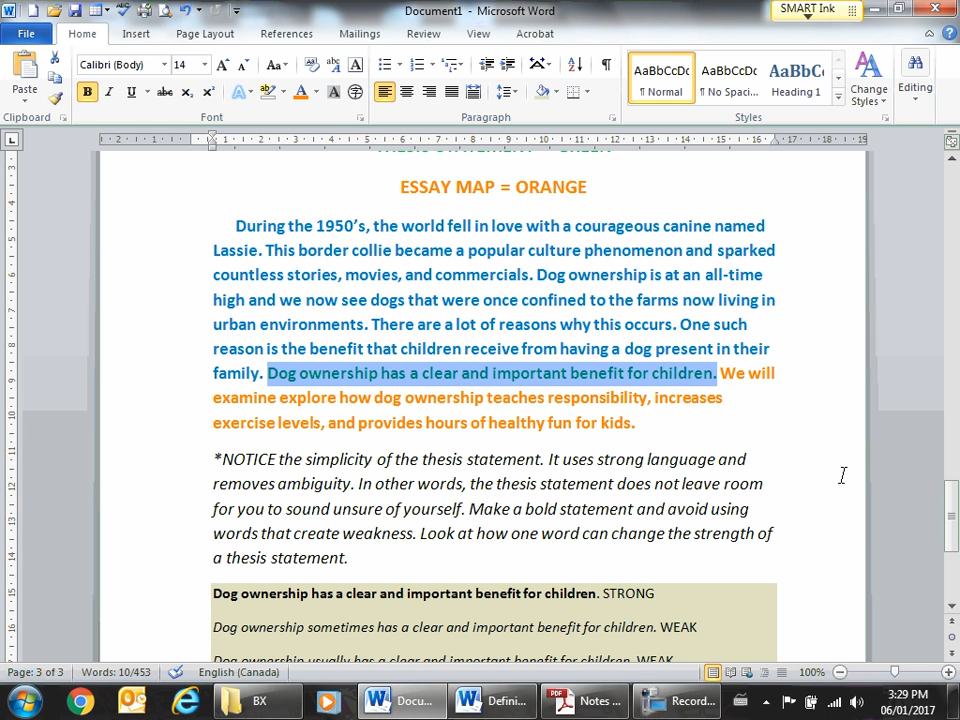 Document1 - Microsoft Word
SMART Ink
File Home Insert Page Layout References Mailings Review View Acrobat
Paste
Calibri (Body) 14
AaBbCcDc AaBbCcDc AaBbCc
¶ Normal ¶ No Spaci... Heading 1
Change Styles
Editing
Clipboard Font Paragraph Styles
ESSAY MAP = ORANGE
During the 1950's, the world fell in love with a courageous canine named
Lassie. This border collie became a popular culture phenomenon and sparked
countless stories, movies, and commercials. Dog ownership is at an all-time
high and we now see dogs that were once confined to the farms now living in
urban environments. There are a lot of reasons why this occurs. One such
reason is the benefit that children receive from having a dog present in their
family. Dog ownership has a clear and important benefit for children. We will
examine explore how dog ownership teaches responsibility, increases
exercise levels, and provides hours of healthy fun for kids.
*NOTICE the simplicity of the thesis statement. It uses strong language and
removes ambiguity. In other words, the thesis statement does not leave room
for you to sound unsure of yourself. Make a bold statement and avoid using
words that create weakness. Look at how one word can change the strength of
a thesis statement.
Dog ownership has a clear and important benefit for children. STRONG
Dog ownership sometimes has a clear and important benefit for children. WEAK
Dog ownership usually has a clear and important benefit for children. WEAK
Page: 3 of 3 Words: 10/453 English (Canada) 100%
BX Docu... Defini... Notes ... Record...
3:29 PM
06/01/2017